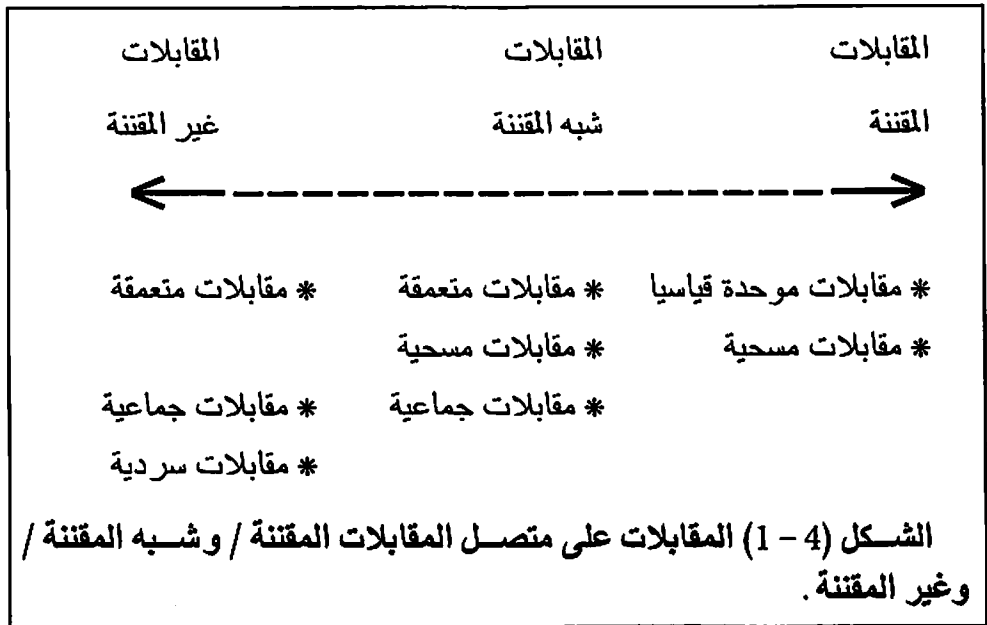 المقابلات المقابلات المقابلات
المقننة شبه المقننة غير المقننة
* مقابلات موحدة قياسيا * مقابلات متعمقة * مقابلات متعمقة
* مقابلات مسحية * مقابلات مسحية
* مقابلات جماعية * مقابلات جماعية
* مقابلات سردية
الشكل (4 – 1) المقابلات على متصل المقابلات المقننة / وشبه المقننة /
وغير المقننة .